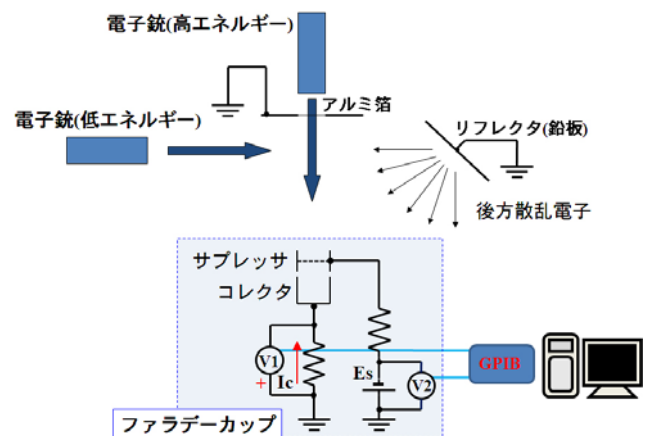 電子銃(高エネルギー)
アルミ箔
電子銃(低エネルギー)
リフレクタ(鉛板)
後方散乱電子
サプレッサ
コレクタ
V1
+
Ic
Es
V2
GPIB
ファラデーカップ